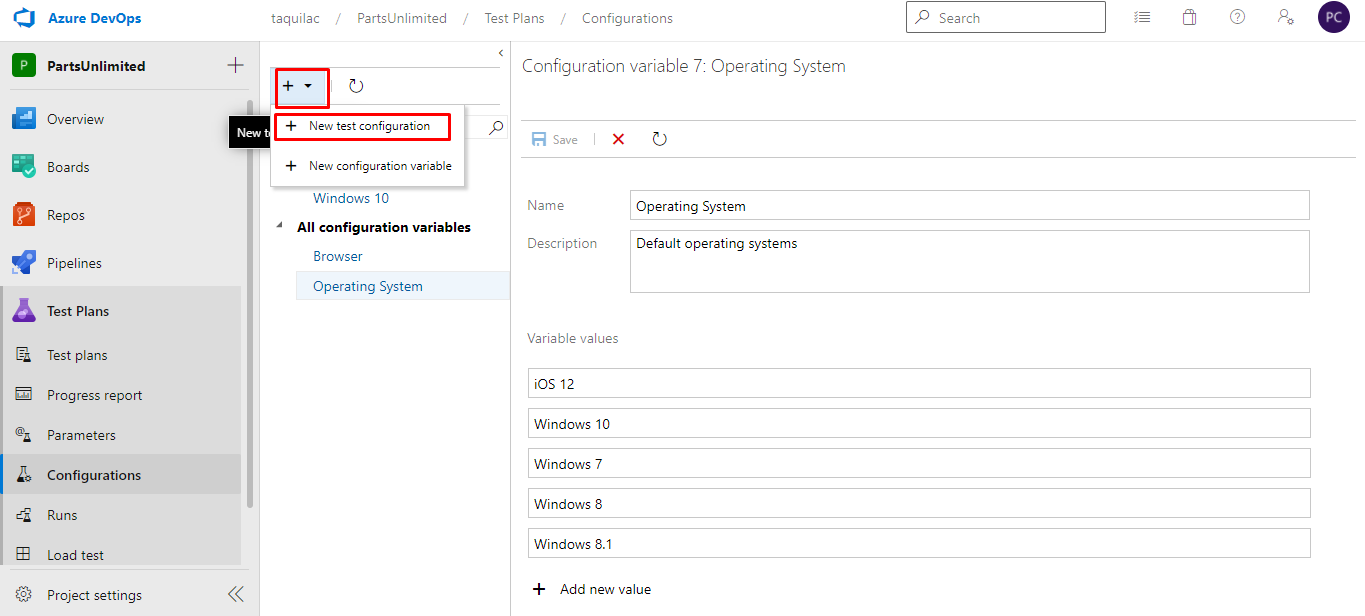 Azure DevOps
taquilac / PartsUnlimited / Test Plans / Configurations
Search
PC
P PartsUnlimited
Overview
Boards
Repos
Pipelines
Test Plans
Test plans
Progress report
Parameters
Configurations
Runs
Load test
Project settings
New t
New test configuration
New configuration variable
Windows 10
All configuration variables
Browser
Operating System
Configuration variable 7: Operating System
Save
Name
Operating System
Description
Default operating systems
Variable values
iOS 12
Windows 10
Windows 7
Windows 8
Windows 8.1
Add new value